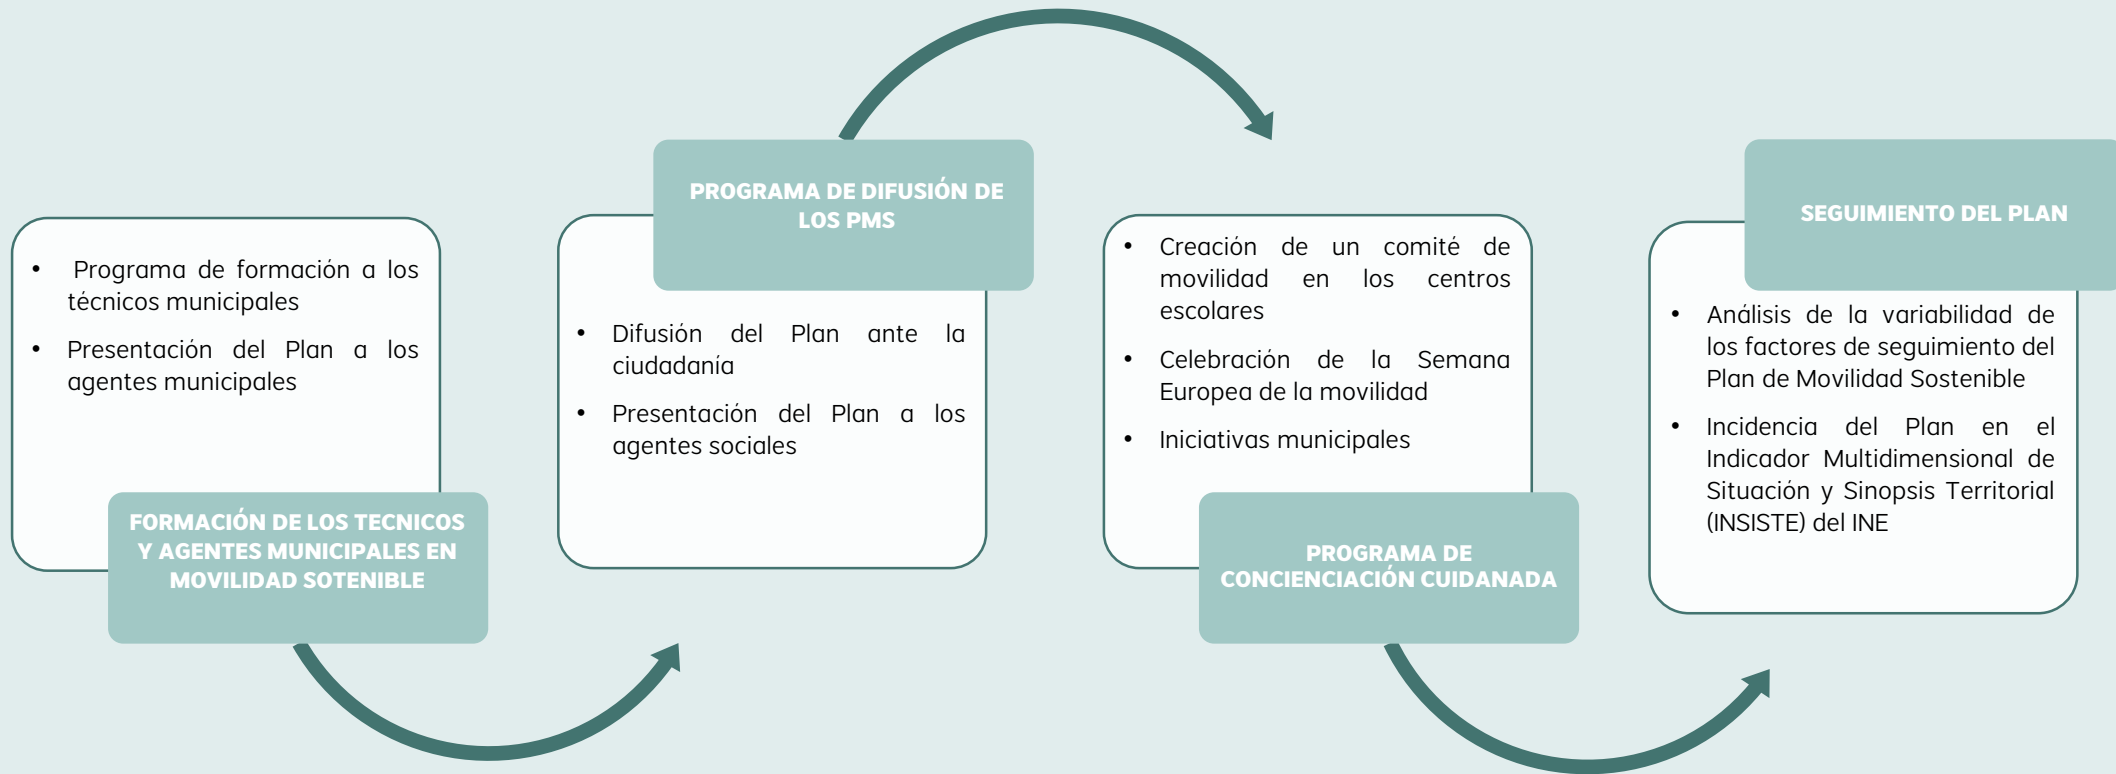 • Programa de formación a los
técnicos municipales
• Presentación del Plan a los
agentes municipales
FORMACIÓN DE LOS TECNICOS
Y AGENTES MUNICIPALES EN
MOVILIDAD SOTENIBLE
PROGRAMA DE DIFUSIÓN DE
LOS PMS
• Difusión del Plan ante la
ciudadanía
• Presentación del Plan a los
agentes sociales
• Creación de un comité de
movilidad en los centros
escolares
• Celebración de la Semana
Europea de la movilidad
• Iniciativas municipales
PROGRAMA DE
CONCIENCIACIÓN CUIDANADA
SEGUIMIENTO DEL PLAN
• Análisis de la variabilidad de
los factores de seguimiento del
Plan de Movilidad Sostenible
• Incidencia del Plan en el
Indicador Multidimensional de
Situación y Sinopsis Territorial
(INSISTE) del INE